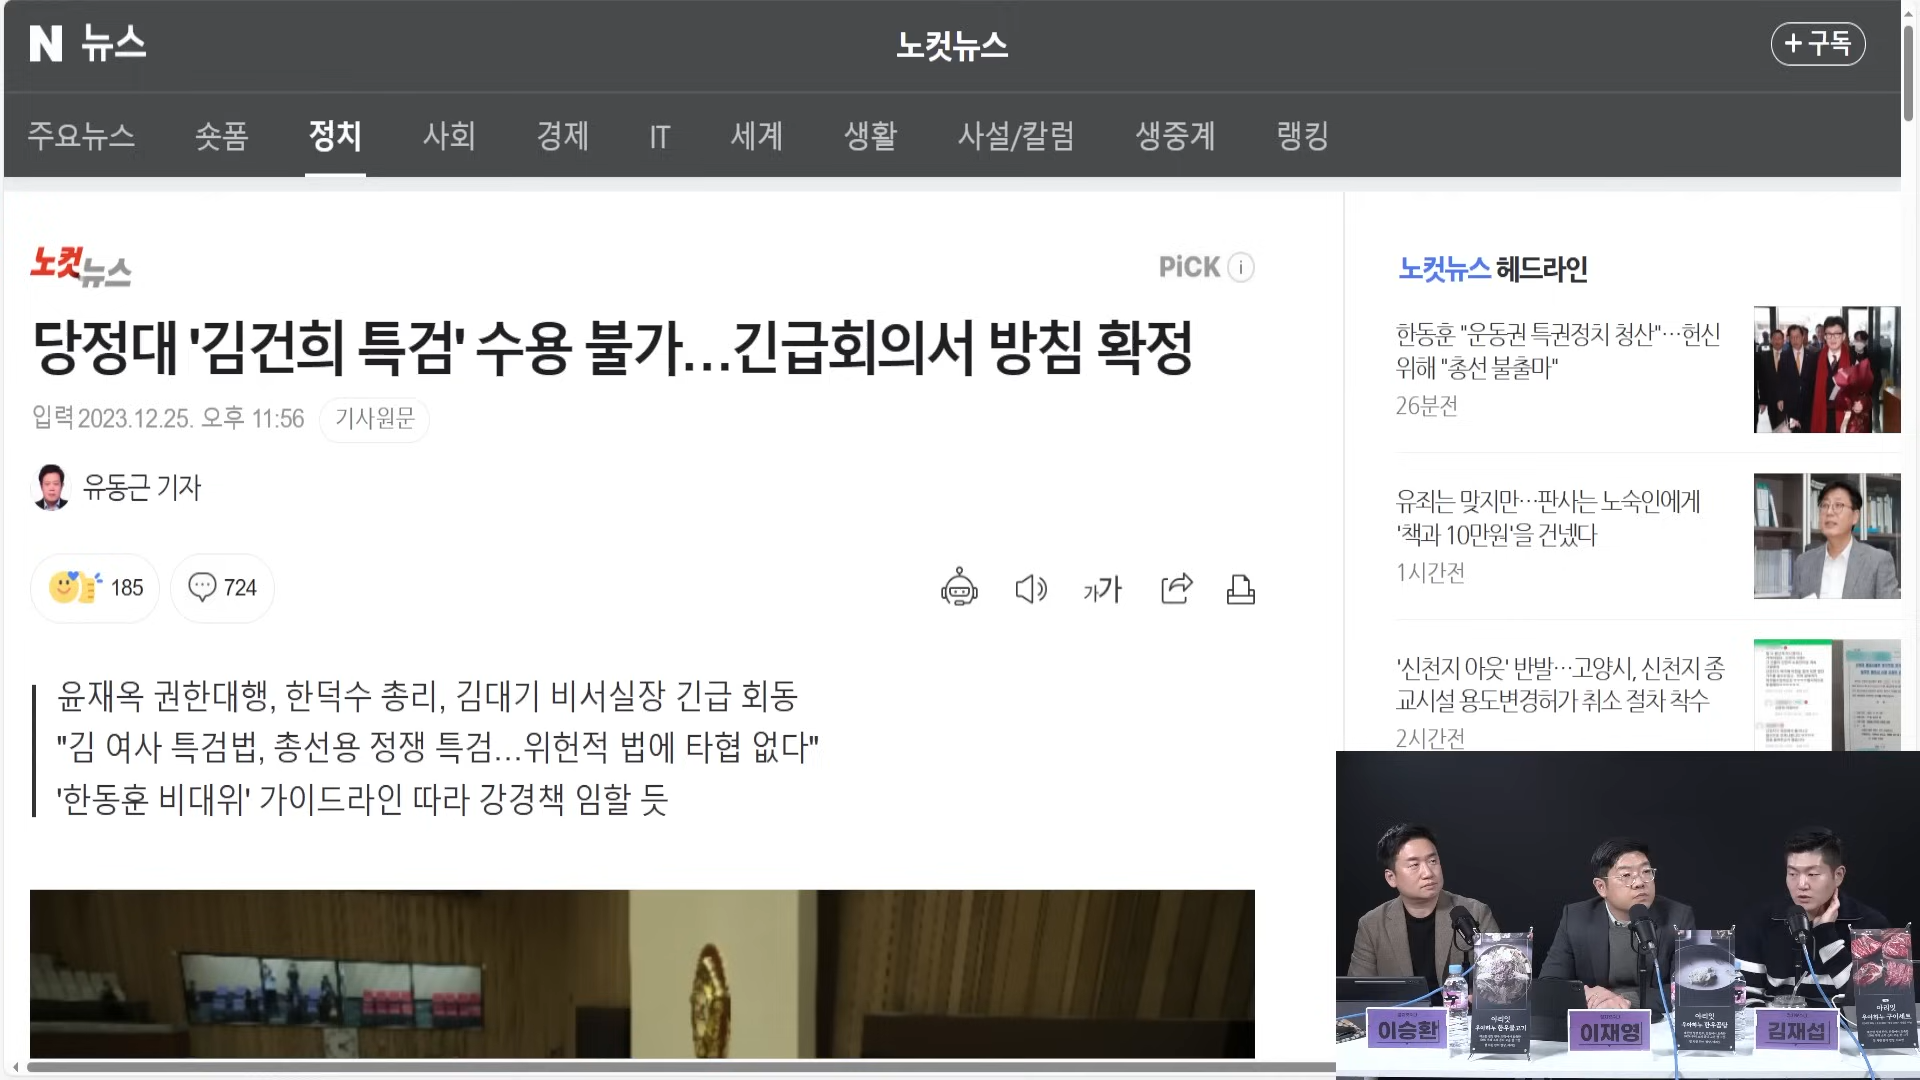 N 뉴스
노컷뉴스
+ 구독
주요뉴스 숏폼 정치 사회 경제 IT 세계 생활 사설/칼럼 생중계 랭킹
노컷뉴스
PiCK i
당정대 '김건희 특검' 수용 불가…긴급회의서 방침 확정
입력 2023.12.25. 오후 11:56 기사원문
유동근 기자
185 724
가가
윤재옥 권한대행, 한덕수 총리, 김대기 비서실장 긴급 회동
"김 여사 특검법, 총선용 정쟁 특검…위헌적 법에 타협 없다"
'한동훈 비대위' 가이드라인 따라 강경책 임할 듯
노컷뉴스 헤드라인
한동훈 "운동권 특권정치 청산"…헌신
위해 "총선 불출마"
26분전
유죄는 맞지만…판사는 노숙인에게
'책과 10만원'을 건넸다
1시간전
'신천지 아웃' 반발…고양시, 신천지 종
교시설 용도변경허가 취소 절차 착수
2시간전
이승환
이재영
김재섭